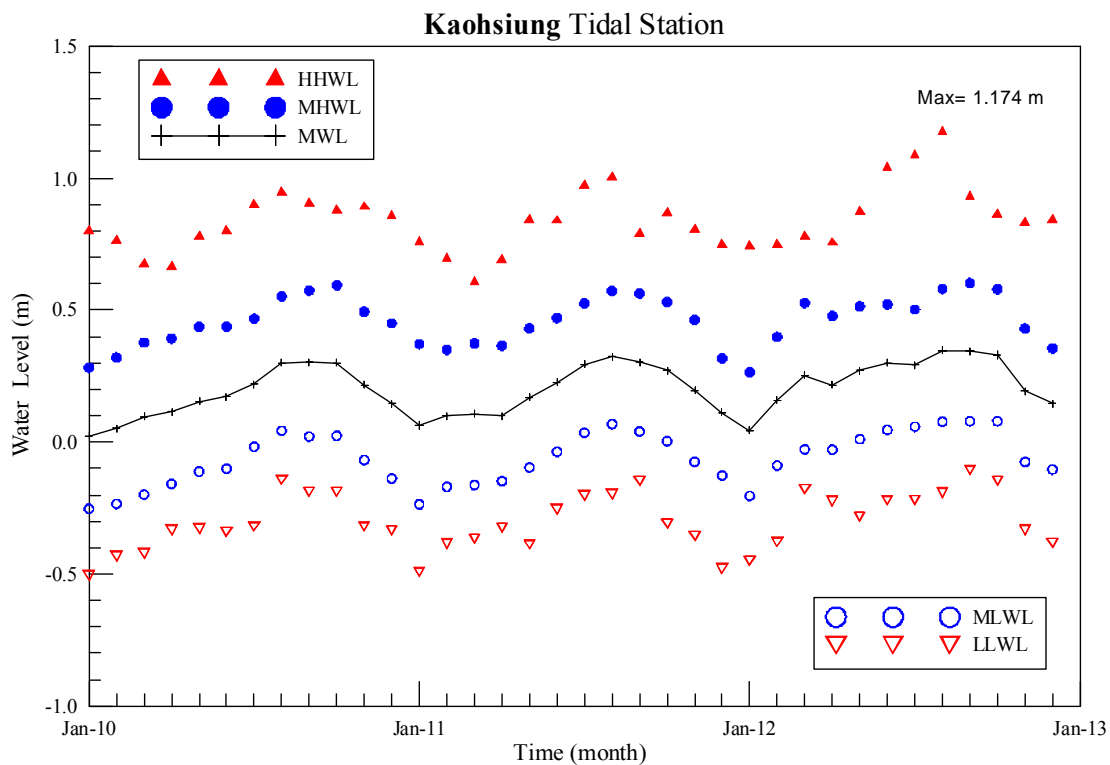 Kaohsiung Tidal Station
1.5
1.0
0.5
0.0
-0.5
-1.0
Water Level (m)
HHWL
MHWL
MWL
Max= 1.174 m
MLWL
LLWL
Jan-10
Jan-11
Jan-12
Jan-13
Time (month)